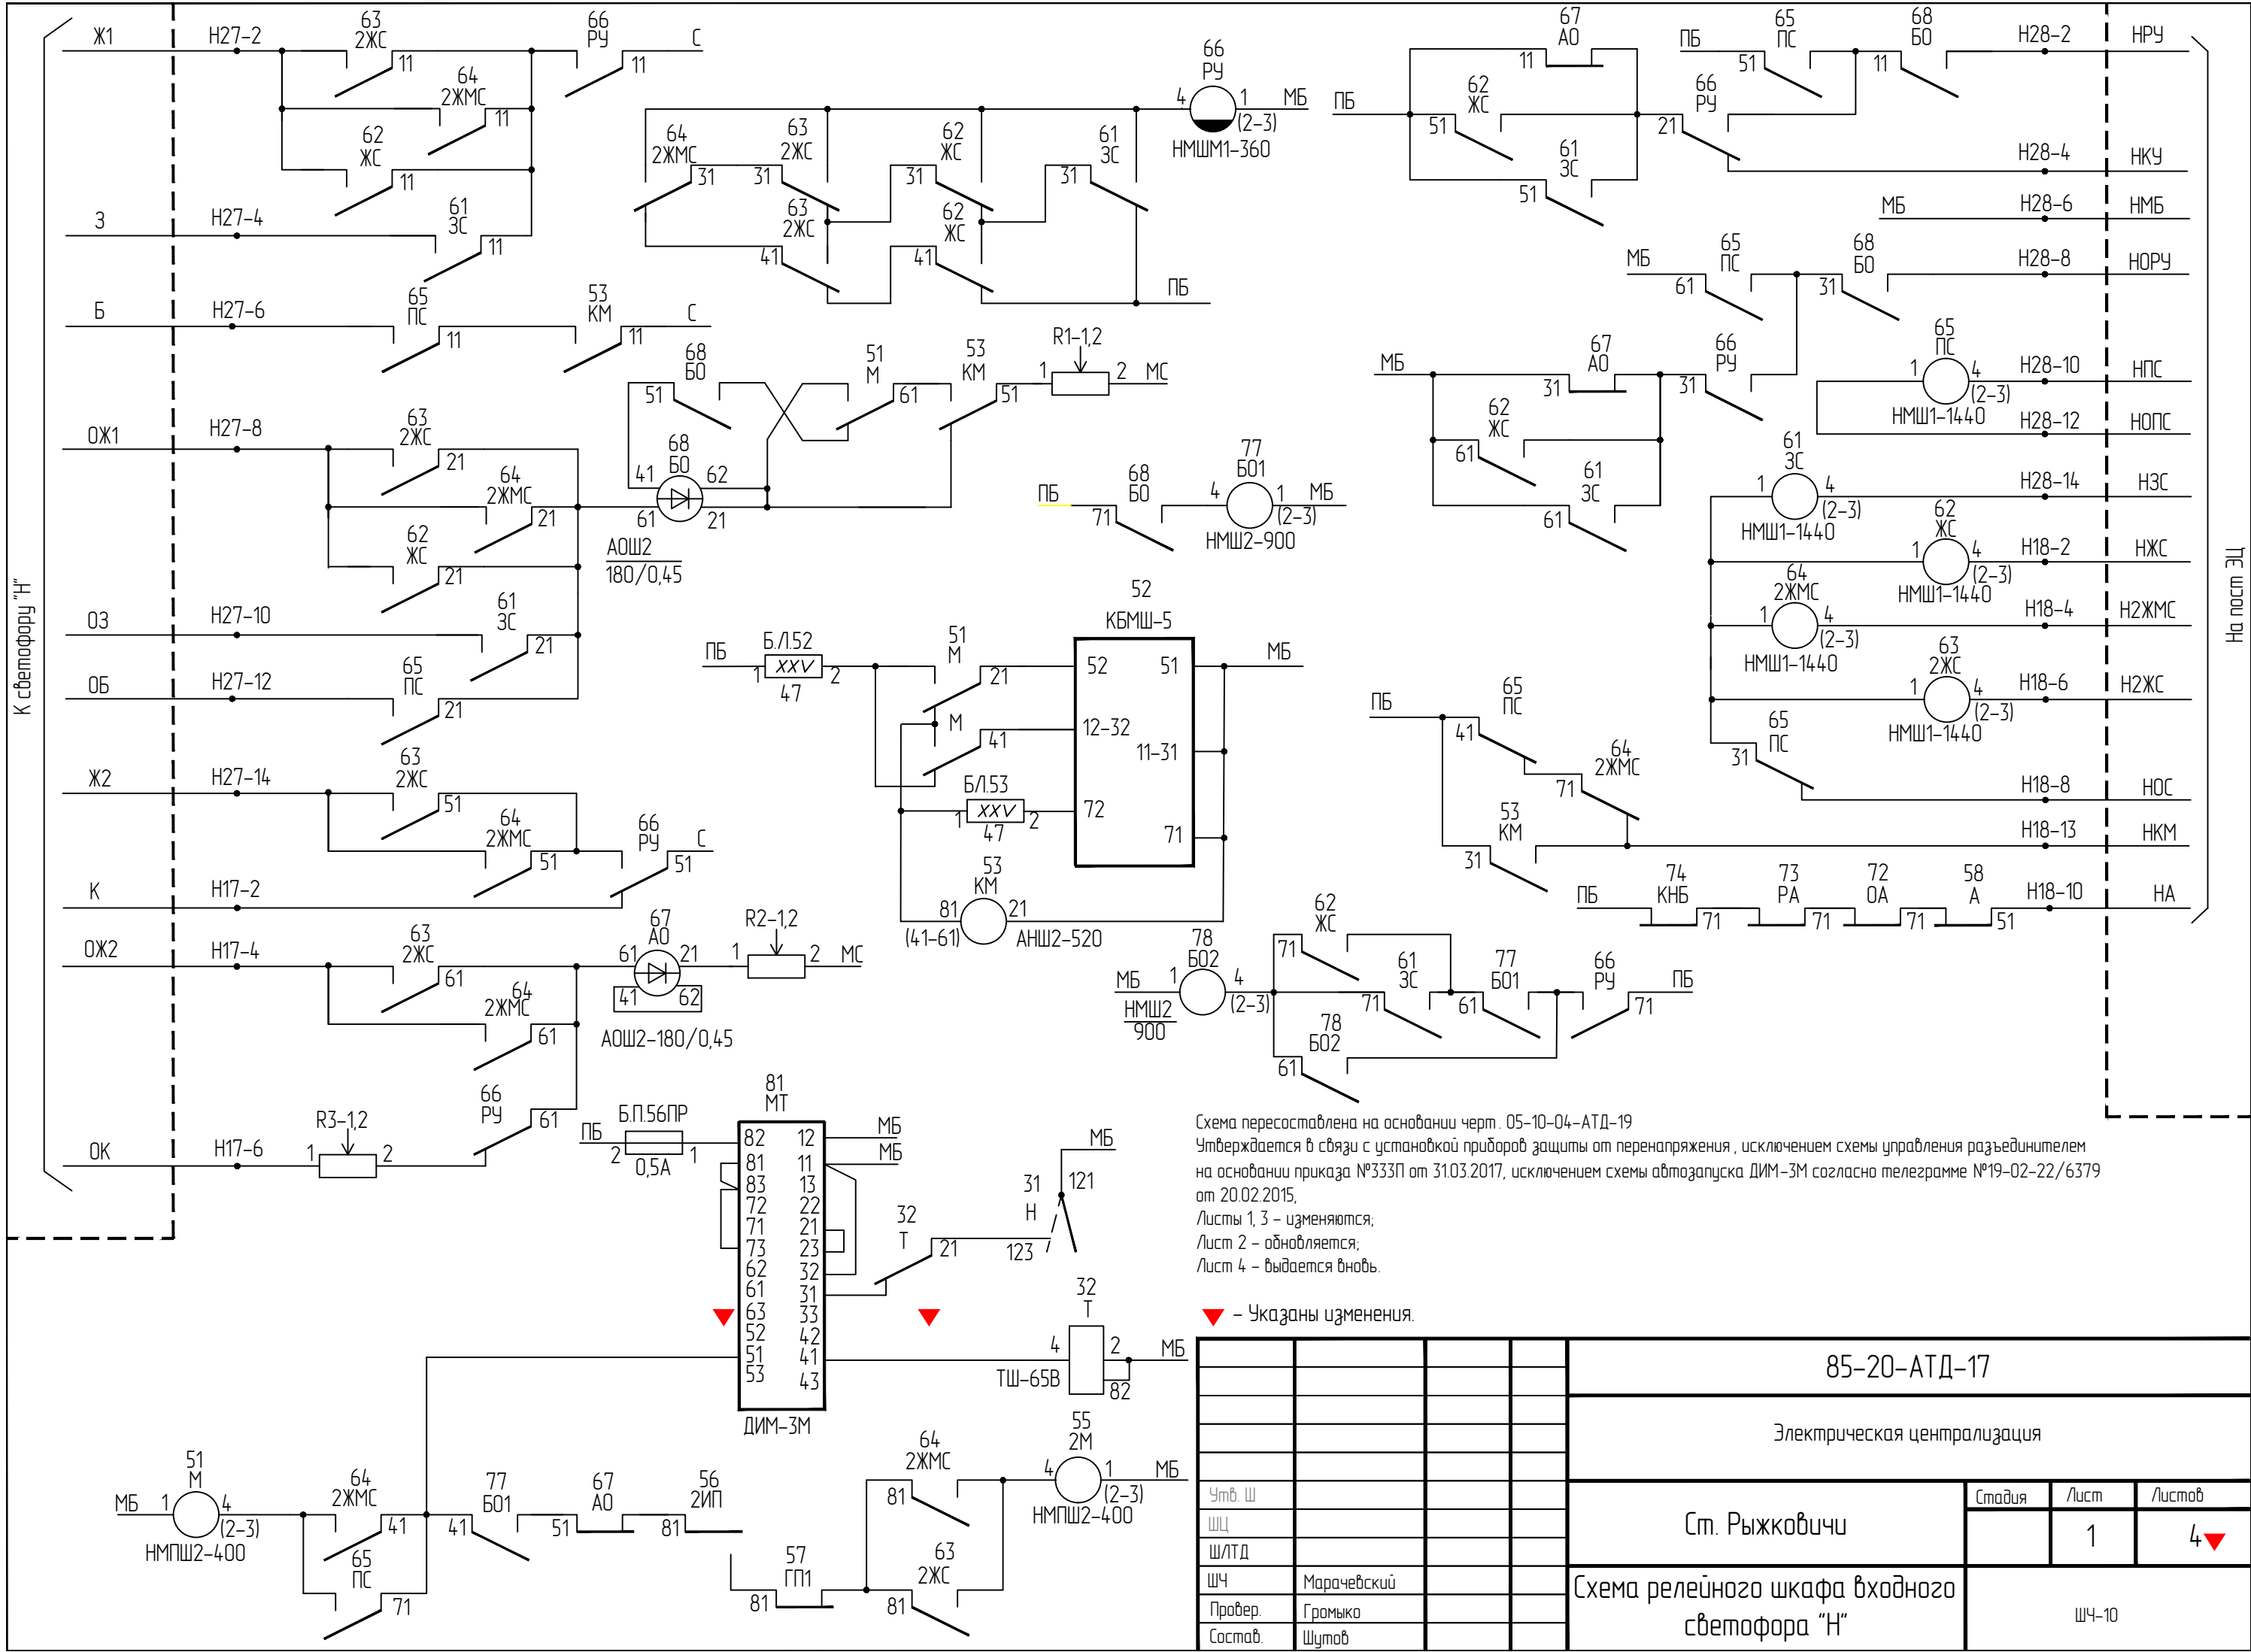 К светофору "Н"
Ж1
Н27-2
63
2ЖС
11
66
РУ
11
С
64
2ЖМС
11
62
ЖС
11
З
Н27-4
61
ЗС
11
Б
Н27-6
65
ПС
11
53
КМ
11
С
ОЖ1
Н27-8
63
2ЖС
21
64
2ЖМС
21
62
ЖС
21
ОЗ
Н27-10
61
ЗС
21
ОБ
Н27-12
65
ПС
21
Ж2
Н27-14
63
2ЖС
51
64
2ЖМС
51
66
РУ
51
С
К
Н17-2
ОЖ2
Н17-4
63
2ЖС
61
64
2ЖМС
61
67
АО
61
21
41
62
АОШ2-180/0,45
R2-1,2
1
2
МС
66
РУ
61
ОК
Н17-6
R3-1,2
1
2
66
РУ
4
1
МБ
(2-3)
НМШМ1-360
64
2ЖМС
31
63
2ЖС
31
62
ЖС
31
61
ЗС
31
63
2ЖС
41
62
ЖС
41
ПБ
68
БО
51
51
М
61
53
КМ
51
R1-1,2
1
2
МС
68
БО
41
62
61
21
АОШ2
180/0,45
ПБ
68
БО
71
77
БО1
4
1
МБ
(2-3)
НМШ2-900
52
КБМШ-5
ПБ
Б.Л.52
1
XXV
2
47
51
М
21
М
41
Б/Л.53
1
XXV
2
47
52
51
12-32
11-31
72
71
МБ
53
КМ
81
21
(41-61)
АНШ2-520
67
АО
11
ПБ
62
ЖС
51
61
ЗС
51
66
РУ
21
ПБ
65
ПС
51
68
БО
11
Н28-2
НРУ
Н28-4
НКУ
МБ
Н28-6
НМБ
МБ
65
ПС
61
68
БО
31
Н28-8
НОРУ
МБ
67
АО
31
66
РУ
31
62
ЖС
61
61
ЗС
61
65
ПС
1
4
(2-3)
НМШ1-1440
Н28-10
НПС
Н28-12
НОПС
61
ЗС
1
4
(2-3)
НМШ1-1440
Н28-14
НЗС
62
ЖС
1
4
(2-3)
НМШ1-1440
Н18-2
НЖС
64
2ЖМС
1
4
(2-3)
НМШ1-1440
Н18-4
Н2ЖМС
63
2ЖС
1
4
(2-3)
НМШ1-1440
Н18-6
Н2ЖС
65
ПС
31
Н18-8
НОС
ПБ
65
ПС
41
64
2ЖМС
71
53
КМ
31
Н18-13
НКМ
ПБ
74
КНБ
71
73
РА
71
72
ОА
71
58
А
51
Н18-10
НА
На пост ЭЦ
МБ
78
БО2
1
4
(2-3)
НМШ2
900
62
ЖС
71
61
ЗС
71
77
БО1
61
66
РУ
71
ПБ
78
БО2
61
81
МТ
ПБ
Б.П.56ПР
2
0,5А
1
82
81
83
72
71
73
62
61
63
52
51
53
12
11
13
22
21
23
32
31
33
42
41
43
ДИМ-3М
МБ
МБ
32
Т
21
31
Н
121
123
МБ
32
Т
4
2
82
МБ
ТШ-65В
51
М
МБ
1
4
(2-3)
НМПШ2-400
64
2ЖМС
41
65
ПС
71
77
БО1
41
67
АО
51
56
2ИП
81
57
ГП1
81
64
2ЖМС
81
63
2ЖС
81
55
2М
4
1
МБ
(2-3)
НМПШ2-400
Схема пересоставлена на основании черт. 05-10-04-АТД-19
Утверждается в связи с установкой приборов защиты от перенапряжения , исключением схемы управления разъединителем
на основании приказа №333П от 31.03.2017, исключением схемы автозапуска ДИМ-3М согласно телеграмме №19-02-22/6379
от 20.02.2015,
Листы 1, 3 - изменяются;
Лист 2 - обновляется;
Лист 4 - выдается вновь.
- Указаны изменения.
85-20-АТД-17
Электрическая централизация
Утв. Ш
ШЦ
Ш/ЛТД
ШЧ
Марачевский
Провер.
Громыко
Состав.
Шутов
Ст. Рыжковичи
Стадия
Лист
Листов
1
4
Схема релейного шкафа входного
светофора "Н"
ШЧ-10